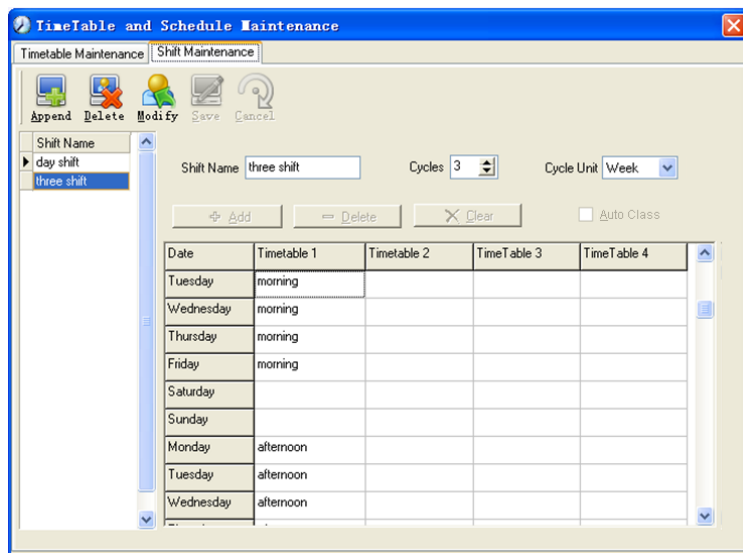 TimeTable and Schedule Maintenance
Timetable Maintenance Shift Maintenance
Append Delete Modify Save Cancel
Shift Name
day shift
three shift
Shift Name three shift Cycles 3 Cycle Unit Week
Add Delete Clear Auto Class
Date Timetable 1 Timetable 2 TimeTable 3 TimeTable 4
Tuesday morning
Wednesday morning
Thursday morning
Friday morning
Saturday
Sunday
Monday afternoon
Tuesday afternoon
Wednesday afternoon